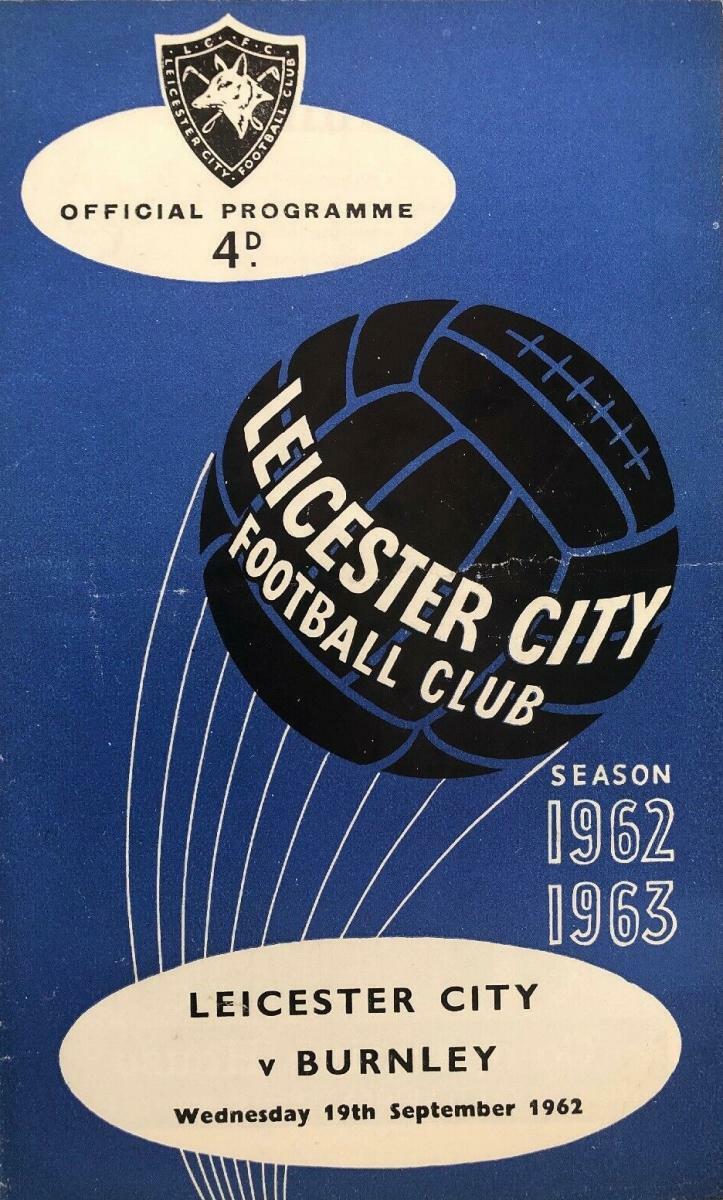 L·C·F·C·
LEICESTER CITY · FOOTBALL CLUB
OFFICIAL PROGRAMME
4D.
LEICESTER CITY
FOOTBALL CLUB
SEASON
1962
1963
LEICESTER CITY
v BURNLEY
Wednesday 19th September 1962